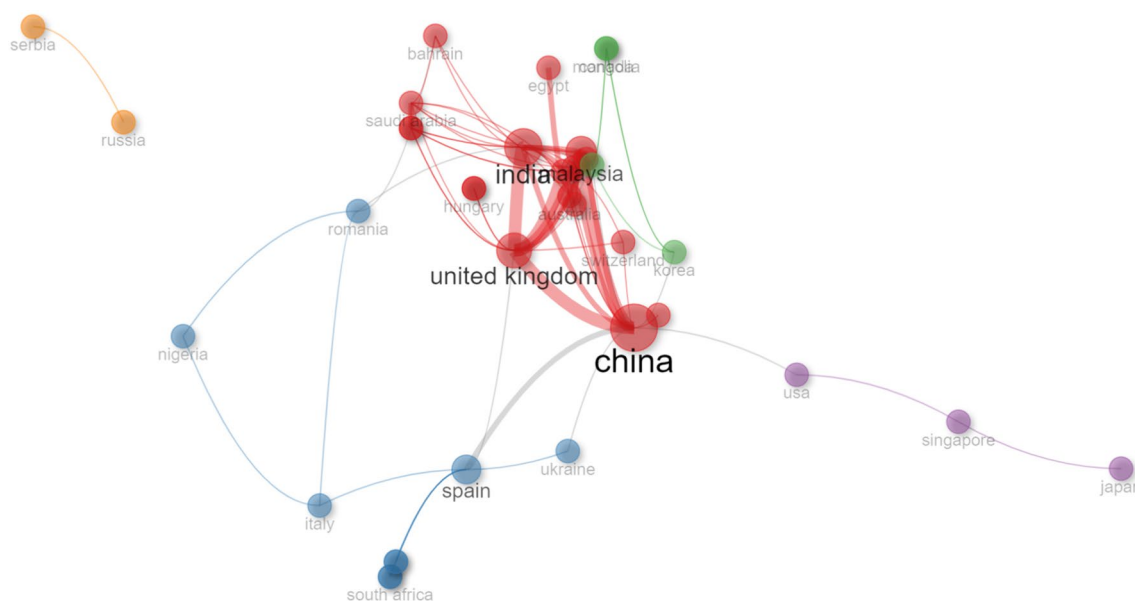 serbia
bahrain
egypt
russia
saudi arabia
india
malaysia
hungary
australia
romania
switzerland
korea
united kingdom
nigeria
china
usa
singapore
ukraine
japan
spain
italy
south africa